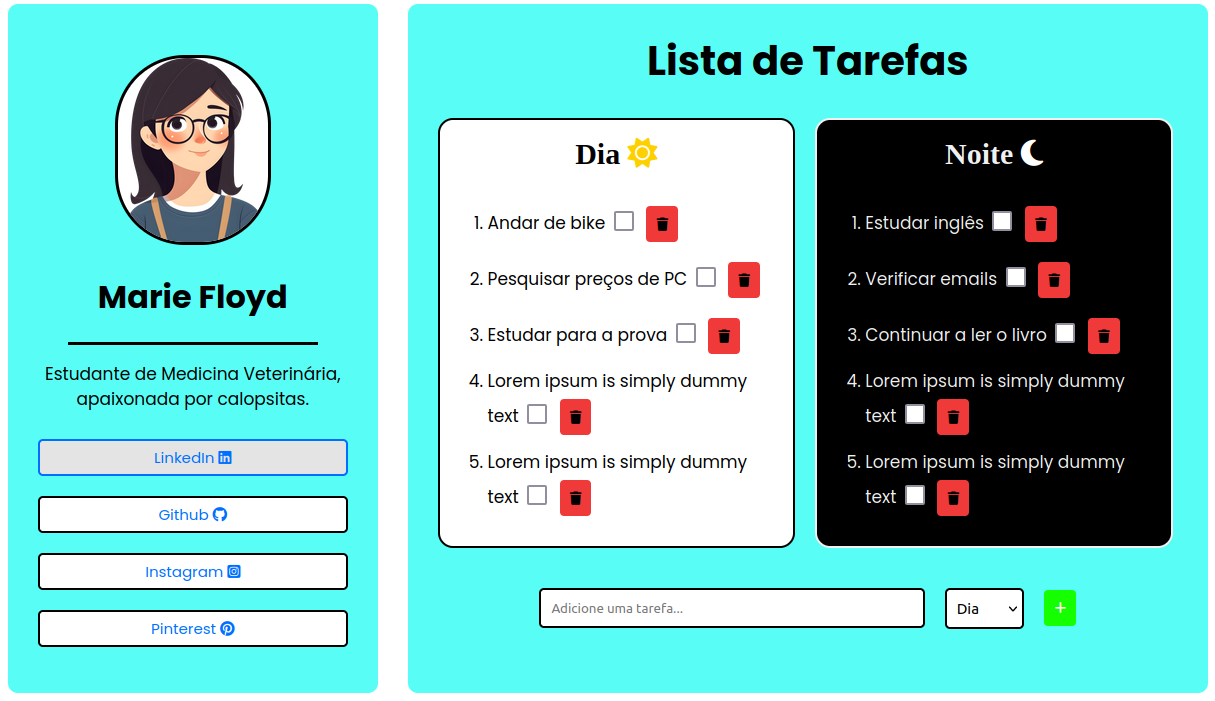 Marie Floyd
Estudante de Medicina Veterinária,
apaixonada por calopsitas.
LinkedIn
Github
Instagram
Pinterest
Lista de Tarefas
Dia
1. Andar de bike
2. Pesquisar preços de PC
3. Estudar para a prova
4. Lorem ipsum is simply dummy
text
5. Lorem ipsum is simply dummy
text
Noite
1. Estudar inglês
2. Verificar emails
3. Continuar a ler o livro
4. Lorem ipsum is simply dummy
text
5. Lorem ipsum is simply dummy
text
Adicione uma tarefa...
Dia
+